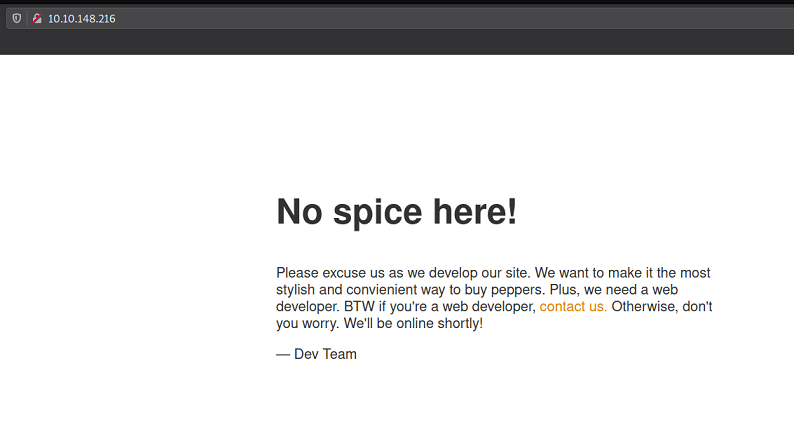 10.10.148.216
No spice here!
Please excuse us as we develop our site. We want to make it the most
stylish and convienient way to buy peppers. Plus, we need a web
developer. BTW if you're a web developer, contact us. Otherwise, don't
you worry. We'll be online shortly!
— Dev Team